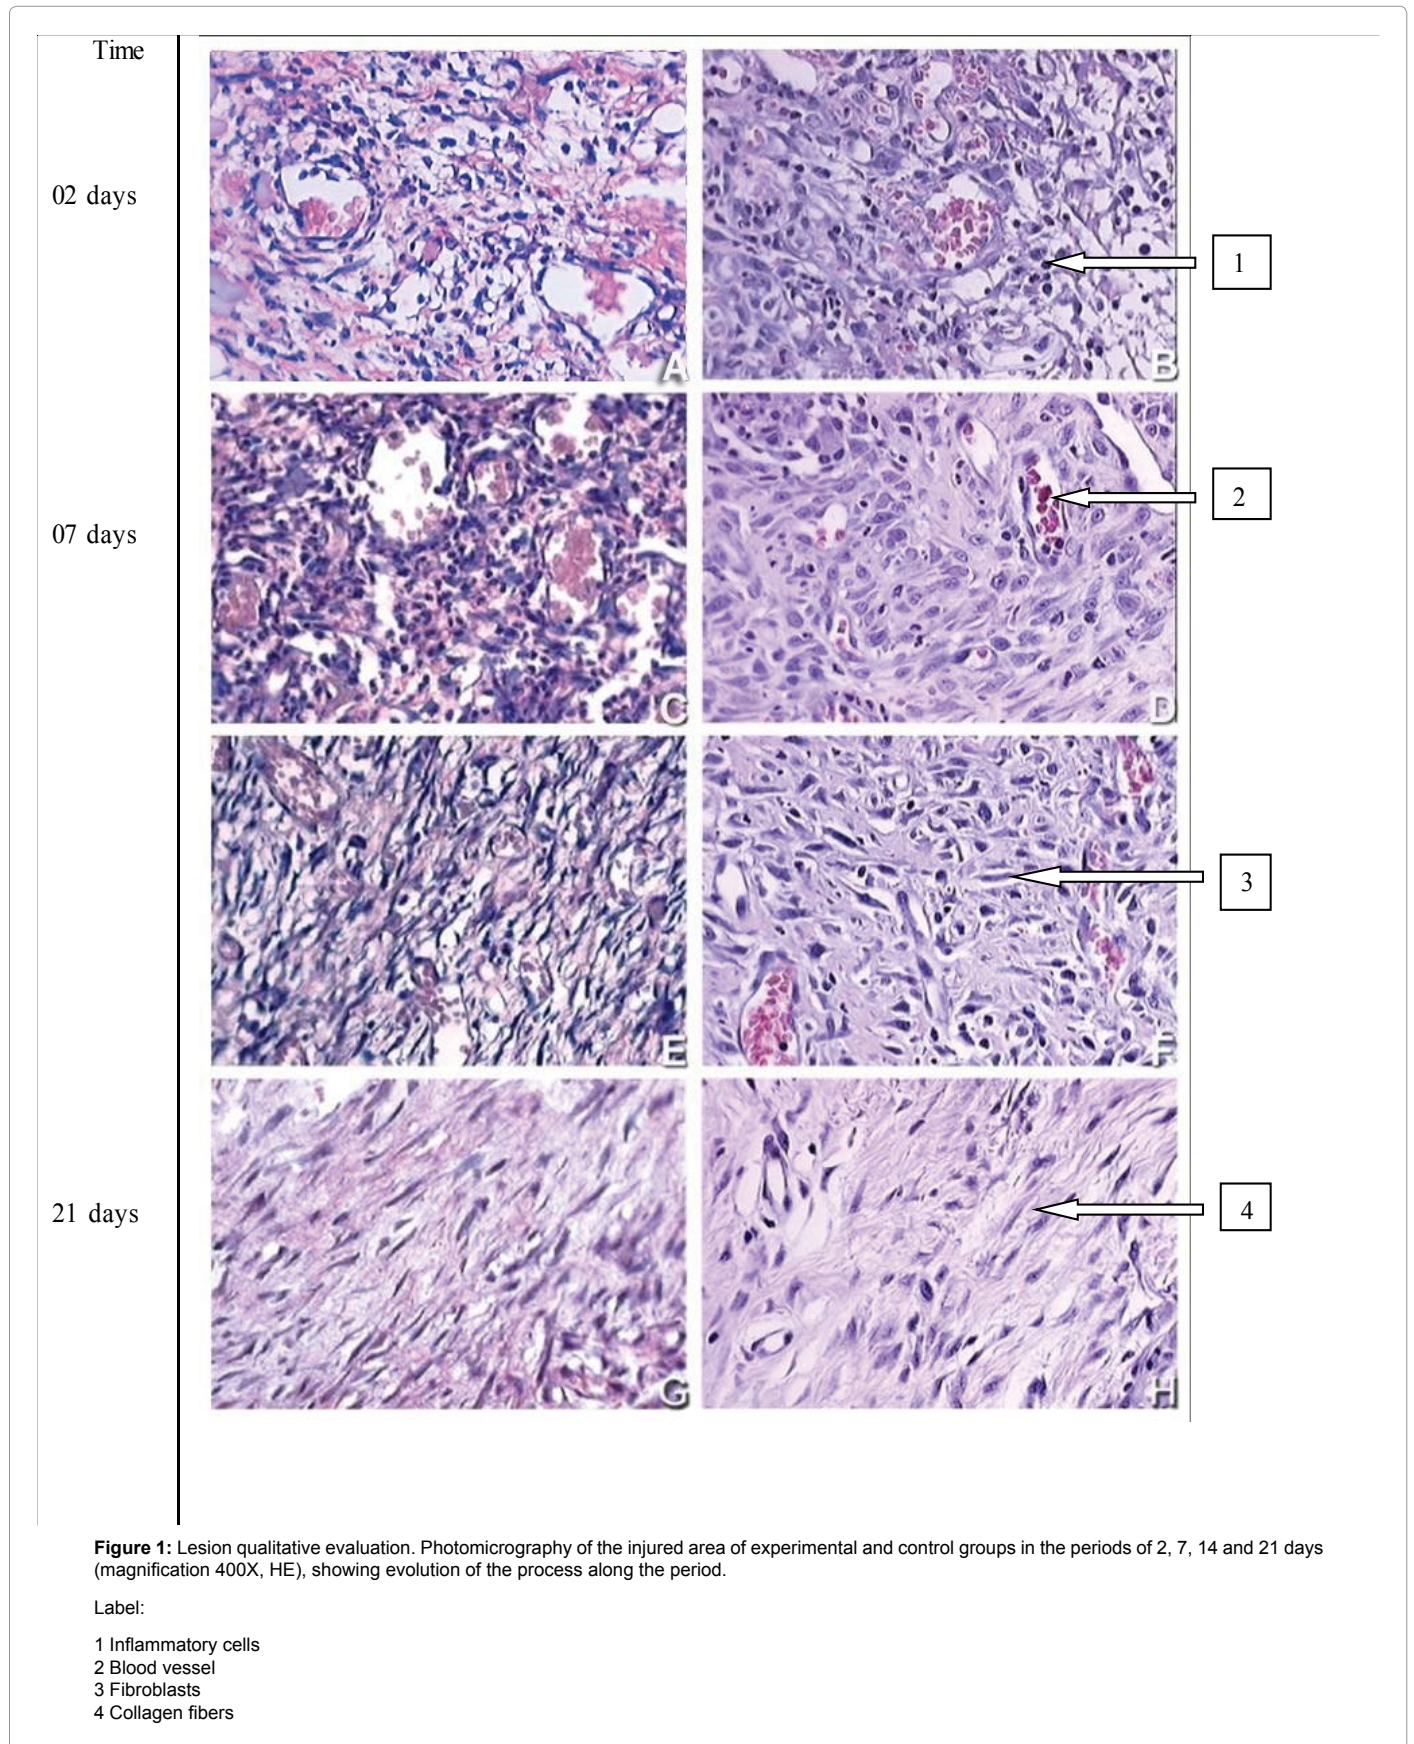 Time
02 days
A
B
1
07 days
C
D
2
E
F
3
21 days
G
H
4
Figure 1: Lesion qualitative evaluation. Photomicrography of the injured area of experimental and control groups in the periods of 2, 7, 14 and 21 days
(magnification 400X, HE), showing evolution of the process along the period.
Label:
1 Inflammatory cells
2 Blood vessel
3 Fibroblasts
4 Collagen fibers